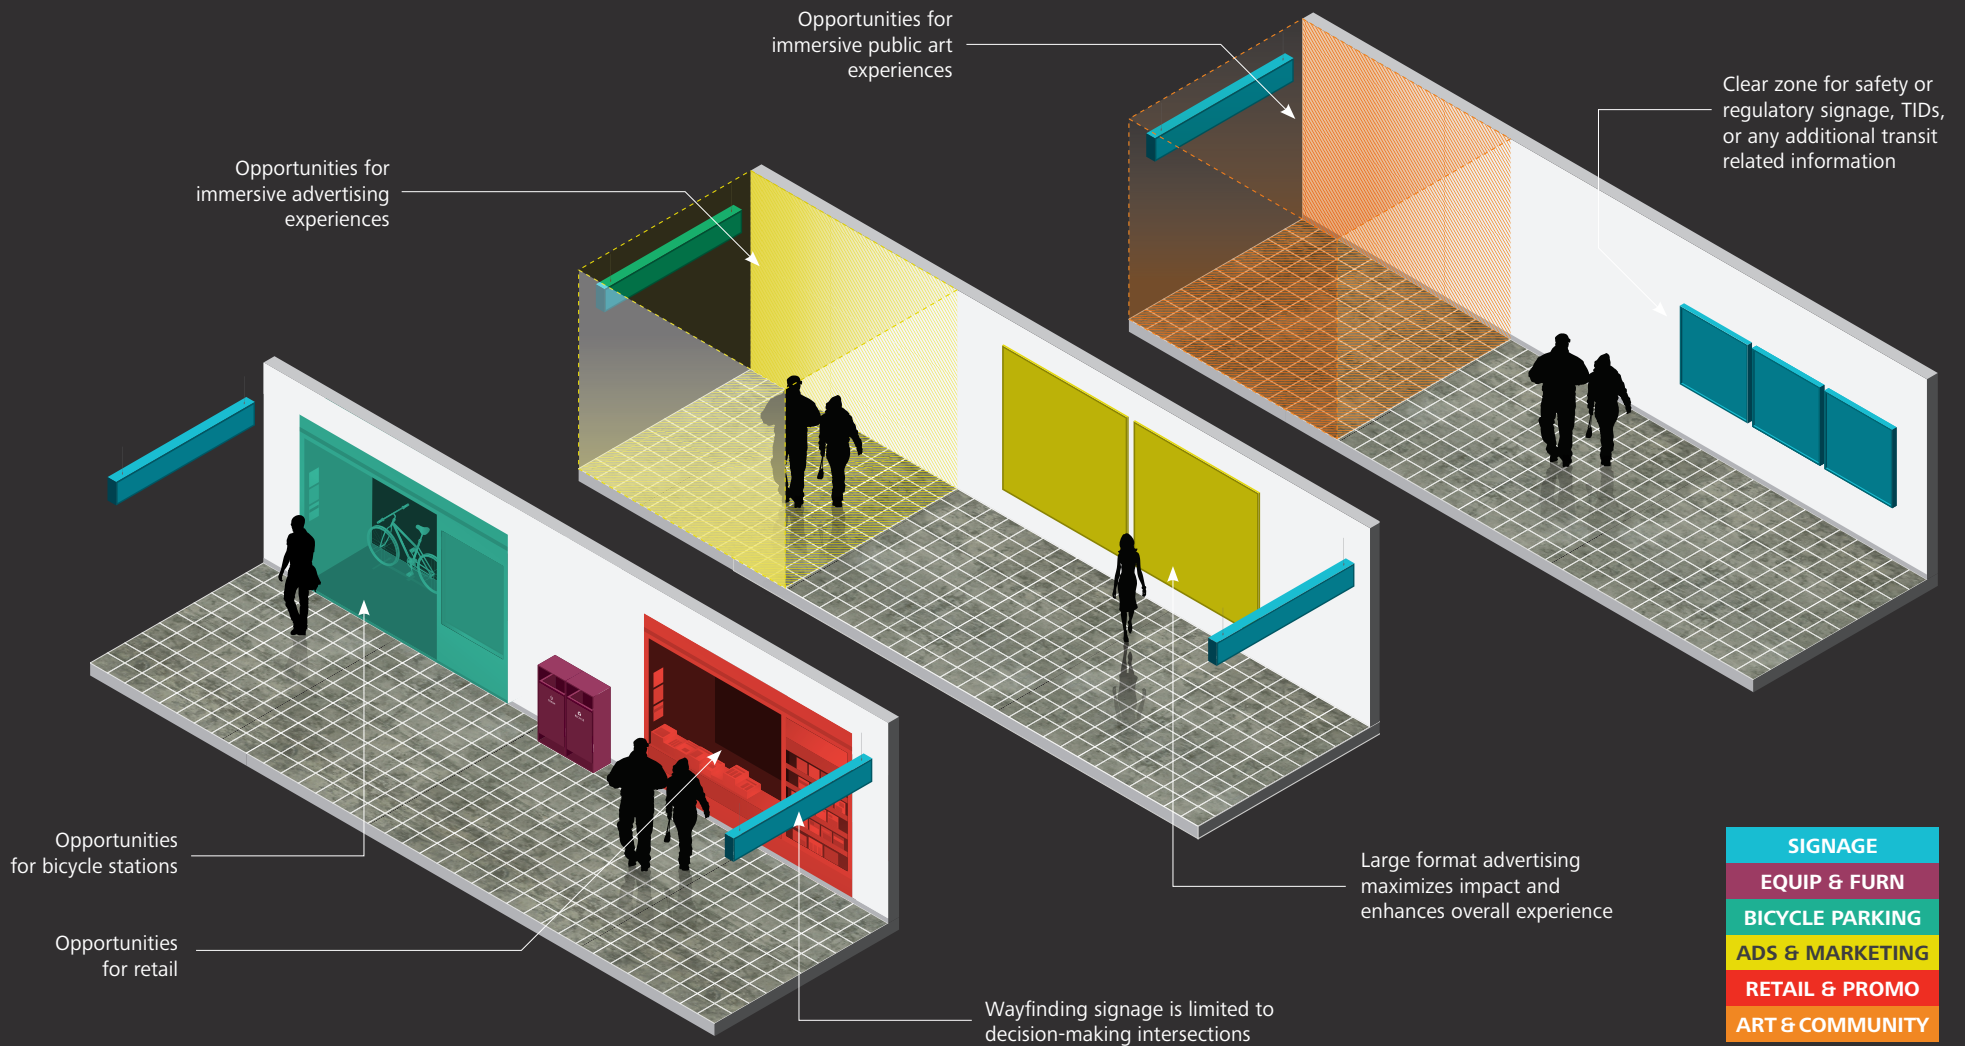 Opportunities for
immersive public art
experiences
Clear zone for safety or
regulatory signage, TIDs,
or any additional transit
related information
Opportunities for
immersive advertising
experiences
Opportunities
for bicycle stations
Large format advertising
maximizes impact and
enhances overall experience
Opportunities
for retail
Wayfinding signage is limited to
decision-making intersections
SIGNAGE
EQUIP & FURN
BICYCLE PARKING
ADS & MARKETING
RETAIL & PROMO
ART & COMMUNITY